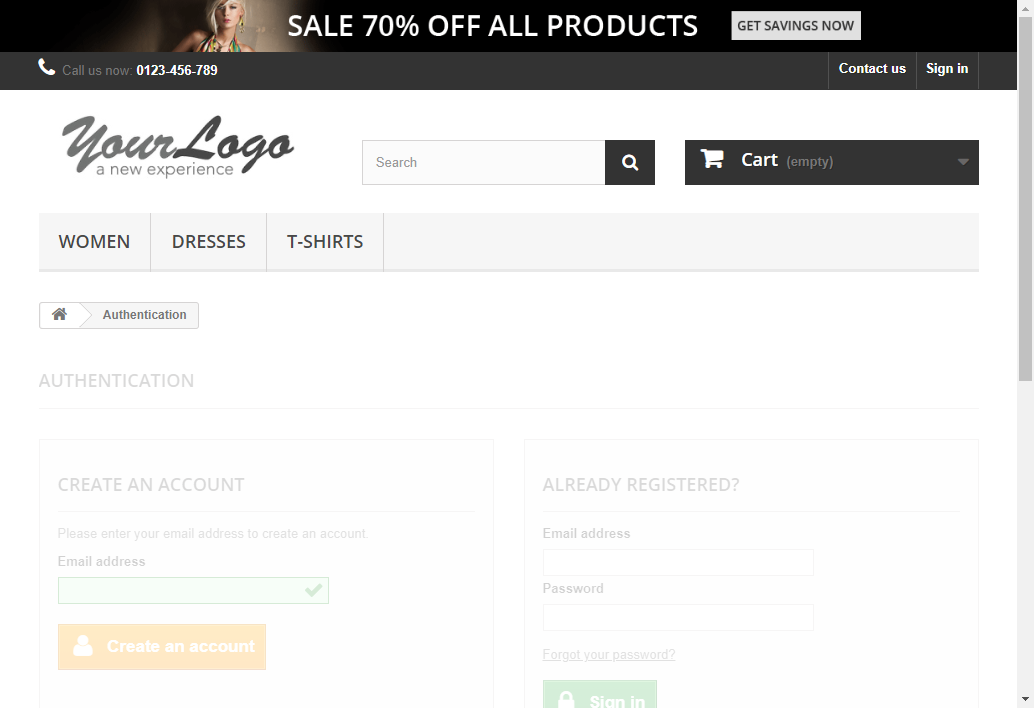 SALE 70% OFF ALL PRODUCTS GET SAVINGS NOW
Call us now: 0123-456-789 Contact us Sign in
YourLogo
a new experience
Search
Cart (empty)
WOMEN DRESSES T-SHIRTS
Authentication
AUTHENTICATION
CREATE AN ACCOUNT
Please enter your email address to create an account.
Email address
Create an account
ALREADY REGISTERED?
Email address
Password
Forgot your password?
Sign in